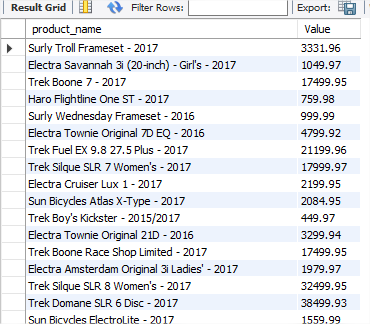 Result Grid Filter Rows: Export:
product_name Value
Surly Troll Frameset - 2017 3331.96
Electra Savannah 3i (20-inch) - Girl's - 2017 1049.97
Trek Boone 7 - 2017 17499.95
Haro Flightline One ST - 2017 759.98
Surly Wednesday Frameset - 2016 999.99
Electra Townie Original 7D EQ - 2016 4799.92
Trek Fuel EX 9.8 27.5 Plus - 2017 21199.96
Trek Silque SLR 7 Women's - 2017 17999.97
Electra Cruiser Lux 1 - 2017 2199.95
Sun Bicycles Atlas X-Type - 2017 2084.95
Trek Boy's Kickster - 2015/2017 449.97
Electra Townie Original 21D - 2016 3299.94
Trek Boone Race Shop Limited - 2017 17499.95
Electra Amsterdam Original 3i Ladies' - 2017 1979.97
Trek Silque SLR 8 Women's - 2017 32499.95
Trek Domane SLR 6 Disc - 2017 38499.93
Sun Bicycles ElectroLite - 2017 1559.99